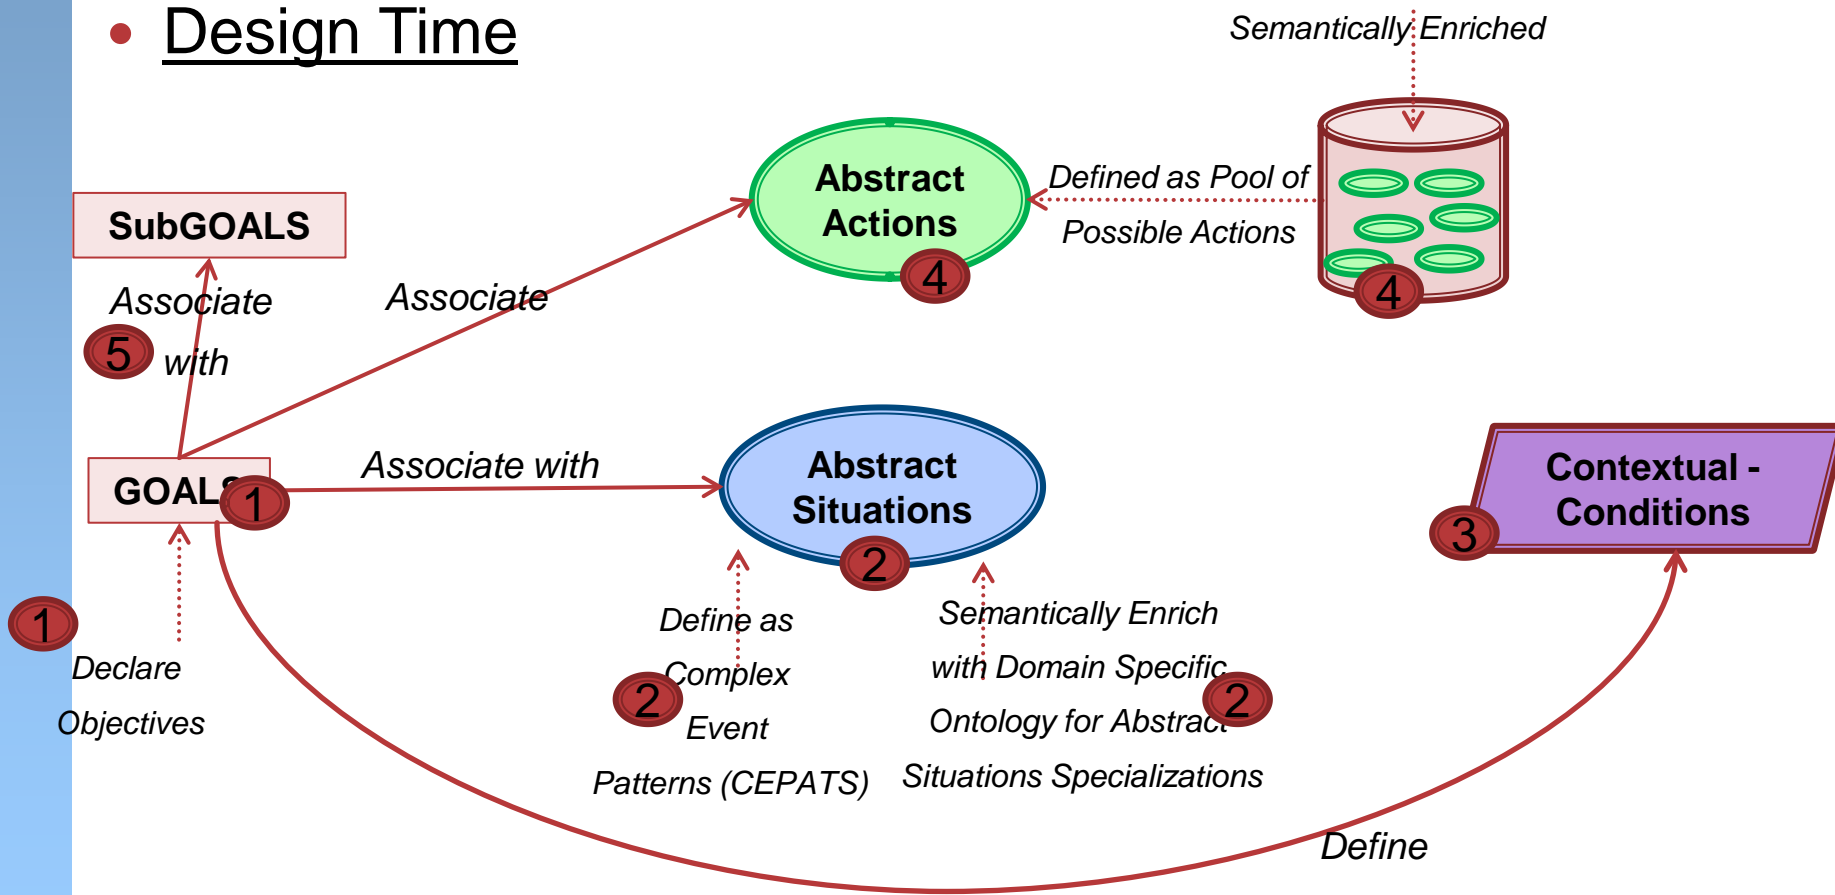 • Design Time
Semantically Enriched
Abstract
Actions
4
Defined as Pool of
Possible Actions
4
SubGOALS
Associate
with
5
Associate
GOALS
1
Associate with
Abstract
Situations
2
Contextual -
Conditions
3
1
Declare
Objectives
Define as
Complex
Event
Patterns (CEPATS)
2
Semantically Enrich
with Domain Specific
Ontology for Abstract
Situations Specializations
2
Define